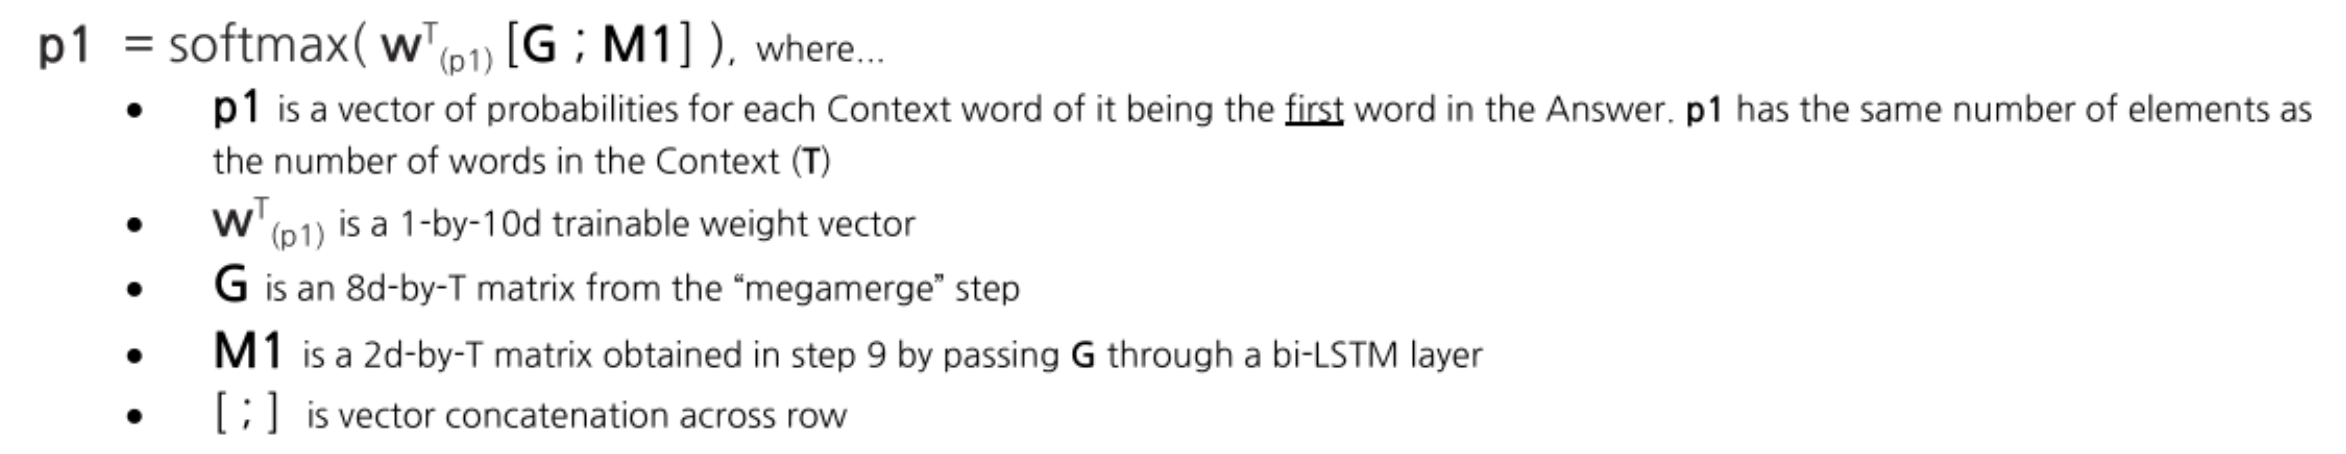 p1 = softmax( wT(p1) [G ; M1] ), where...
• p1 is a vector of probabilities for each Context word of it being the first word in the Answer. p1 has the same number of elements as
the number of words in the Context (T)
• wT(p1) is a 1-by-10d trainable weight vector
• G is an 8d-by-T matrix from the “megamerge” step
• M1 is a 2d-by-T matrix obtained in step 9 by passing G through a bi-LSTM layer
• [ ; ] is vector concatenation across row